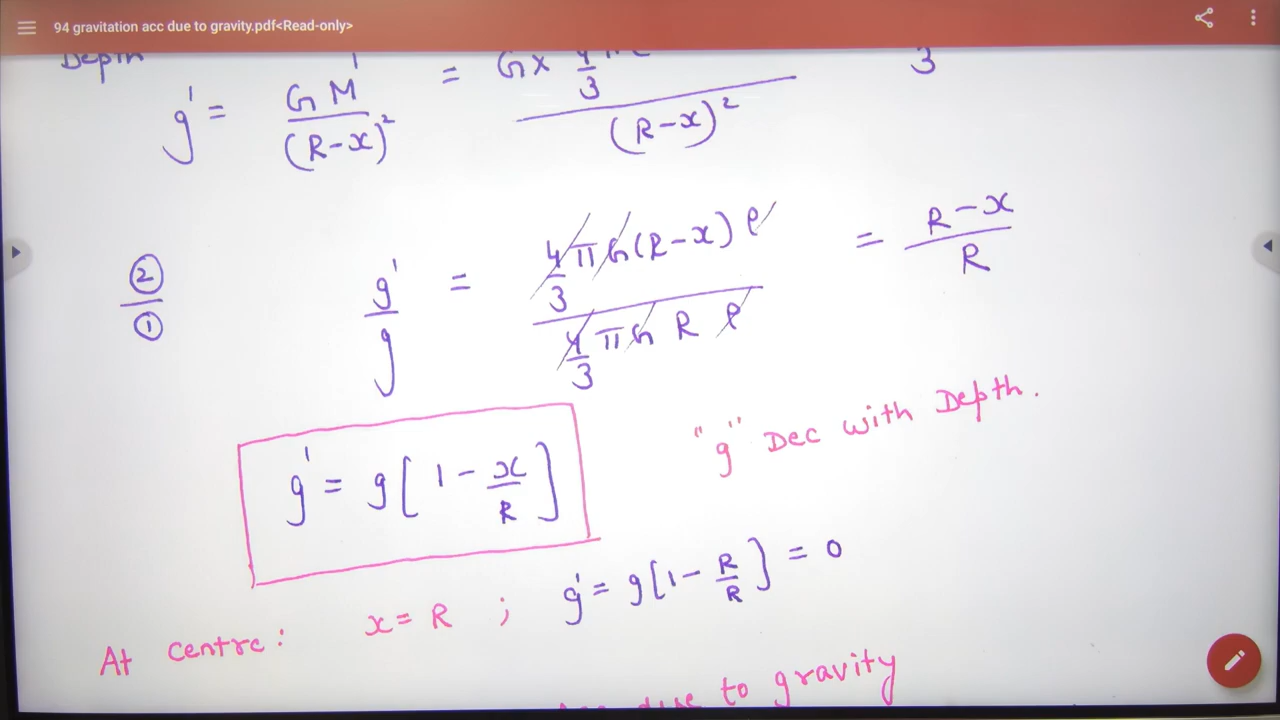 94 gravitation acc due to gravity.pdf<Read-only>
Depth
g' = GM' / (R-x)² = G× 4/3 π / (R-x)² 3
②/① g'/g = 4/3 πG(R-x)ρ / 4/3 πG R ρ = R-x / R
g' = g[1 - x/R] "g" Dec with Depth.
At centre: x = R ; g' = g[1 - R/R] = 0
Acc due to gravity